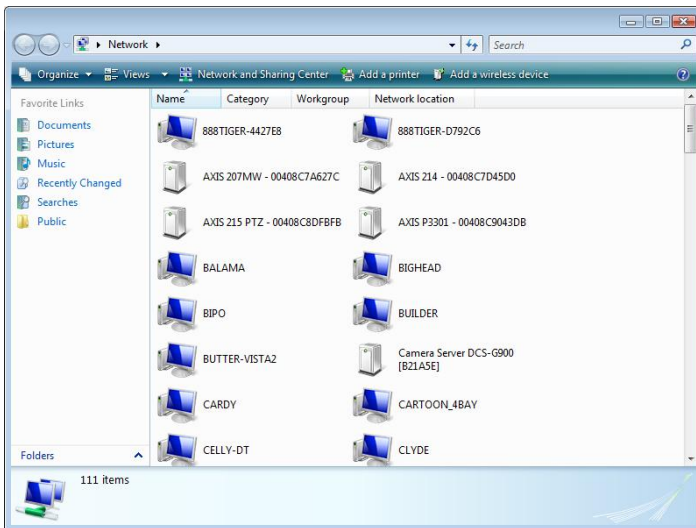 Network
Search
Organize Views Network and Sharing Center Add a printer Add a wireless device
Favorite Links
Documents
Pictures
Music
Recently Changed
Searches
Public
Folders
Name Category Workgroup Network location
888TIGER-4427E8 888TIGER-D792C6
AXIS 207MW - 00408C7A627C AXIS 214 - 00408C7D45D0
AXIS 215 PTZ - 00408C8DFBFB AXIS P3301 - 00408C9043DB
BALAMA BIGHEAD
BIPO BUILDER
BUTTER-VISTA2 Camera Server DCS-G900
[B21A5E]
CARDY CARTOON_4BAY
CELLY-DT CLYDE
111 items